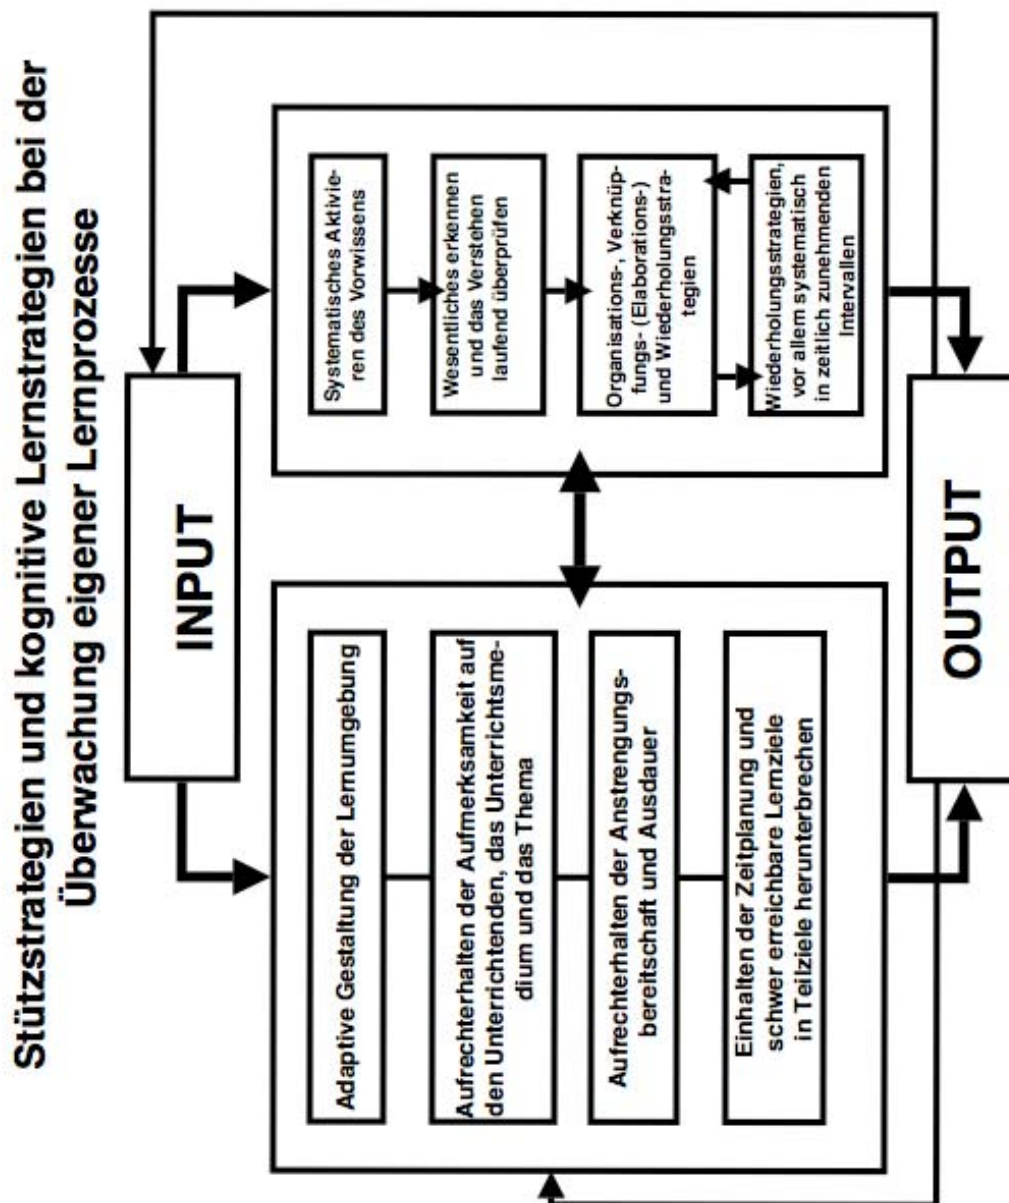 Stützstrategien und kognitive Lernstrategien bei der
Überwachung eigener Lernprozesse
INPUT
Adaptive Gestaltung der Lernumgebung
Aufrechterhalten der Aufmerksamkeit auf
den Unterrichtenden, das Unterrichtsme-
dium und das Thema
Aufrechterhalten der Anstrengungs-
bereitschaft und Ausdauer
Einhalten der Zeitplanung und
schwer erreichbare Lernziele
in Teilziele herunterbrechen
Systematisches Aktivie-
ren des Vorwissens
Wesentliches erkennen
und das Verstehen
laufend überprüfen
Organisations-, Verknüp-
fungs- (Elaborations-)
und Wiederholungsstra-
tegien
Wiederholungsstrategien,
vor allem systematisch
in zeitlich zunehmenden
Intervallen
OUTPUT